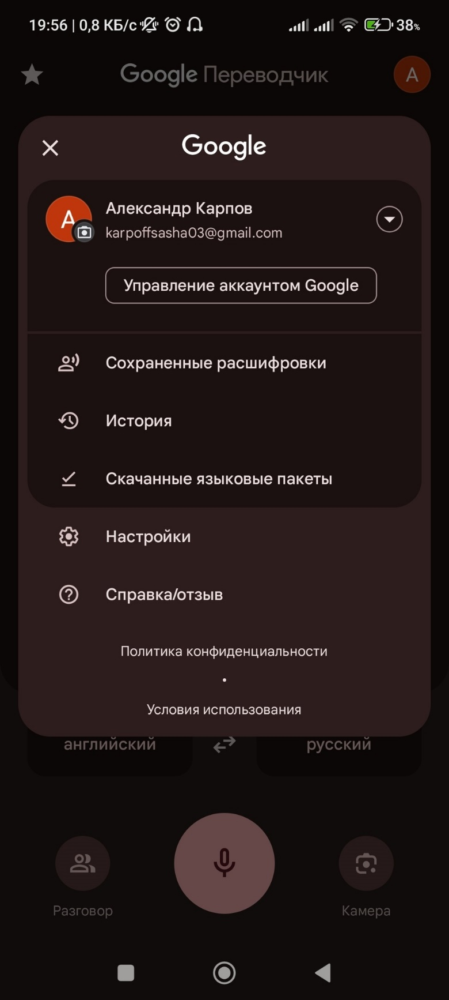 19:56 | 0,8 КБ/с 38%
Google Переводчик A
Google
A Александр Карпов
karpoffsasha03@gmail.com
Управление аккаунтом Google
Сохраненные расшифровки
История
Скачанные языковые пакеты
Настройки
Справка/отзыв
Политика конфиденциальности
•
Условия использования
английский русский
Разговор Камера